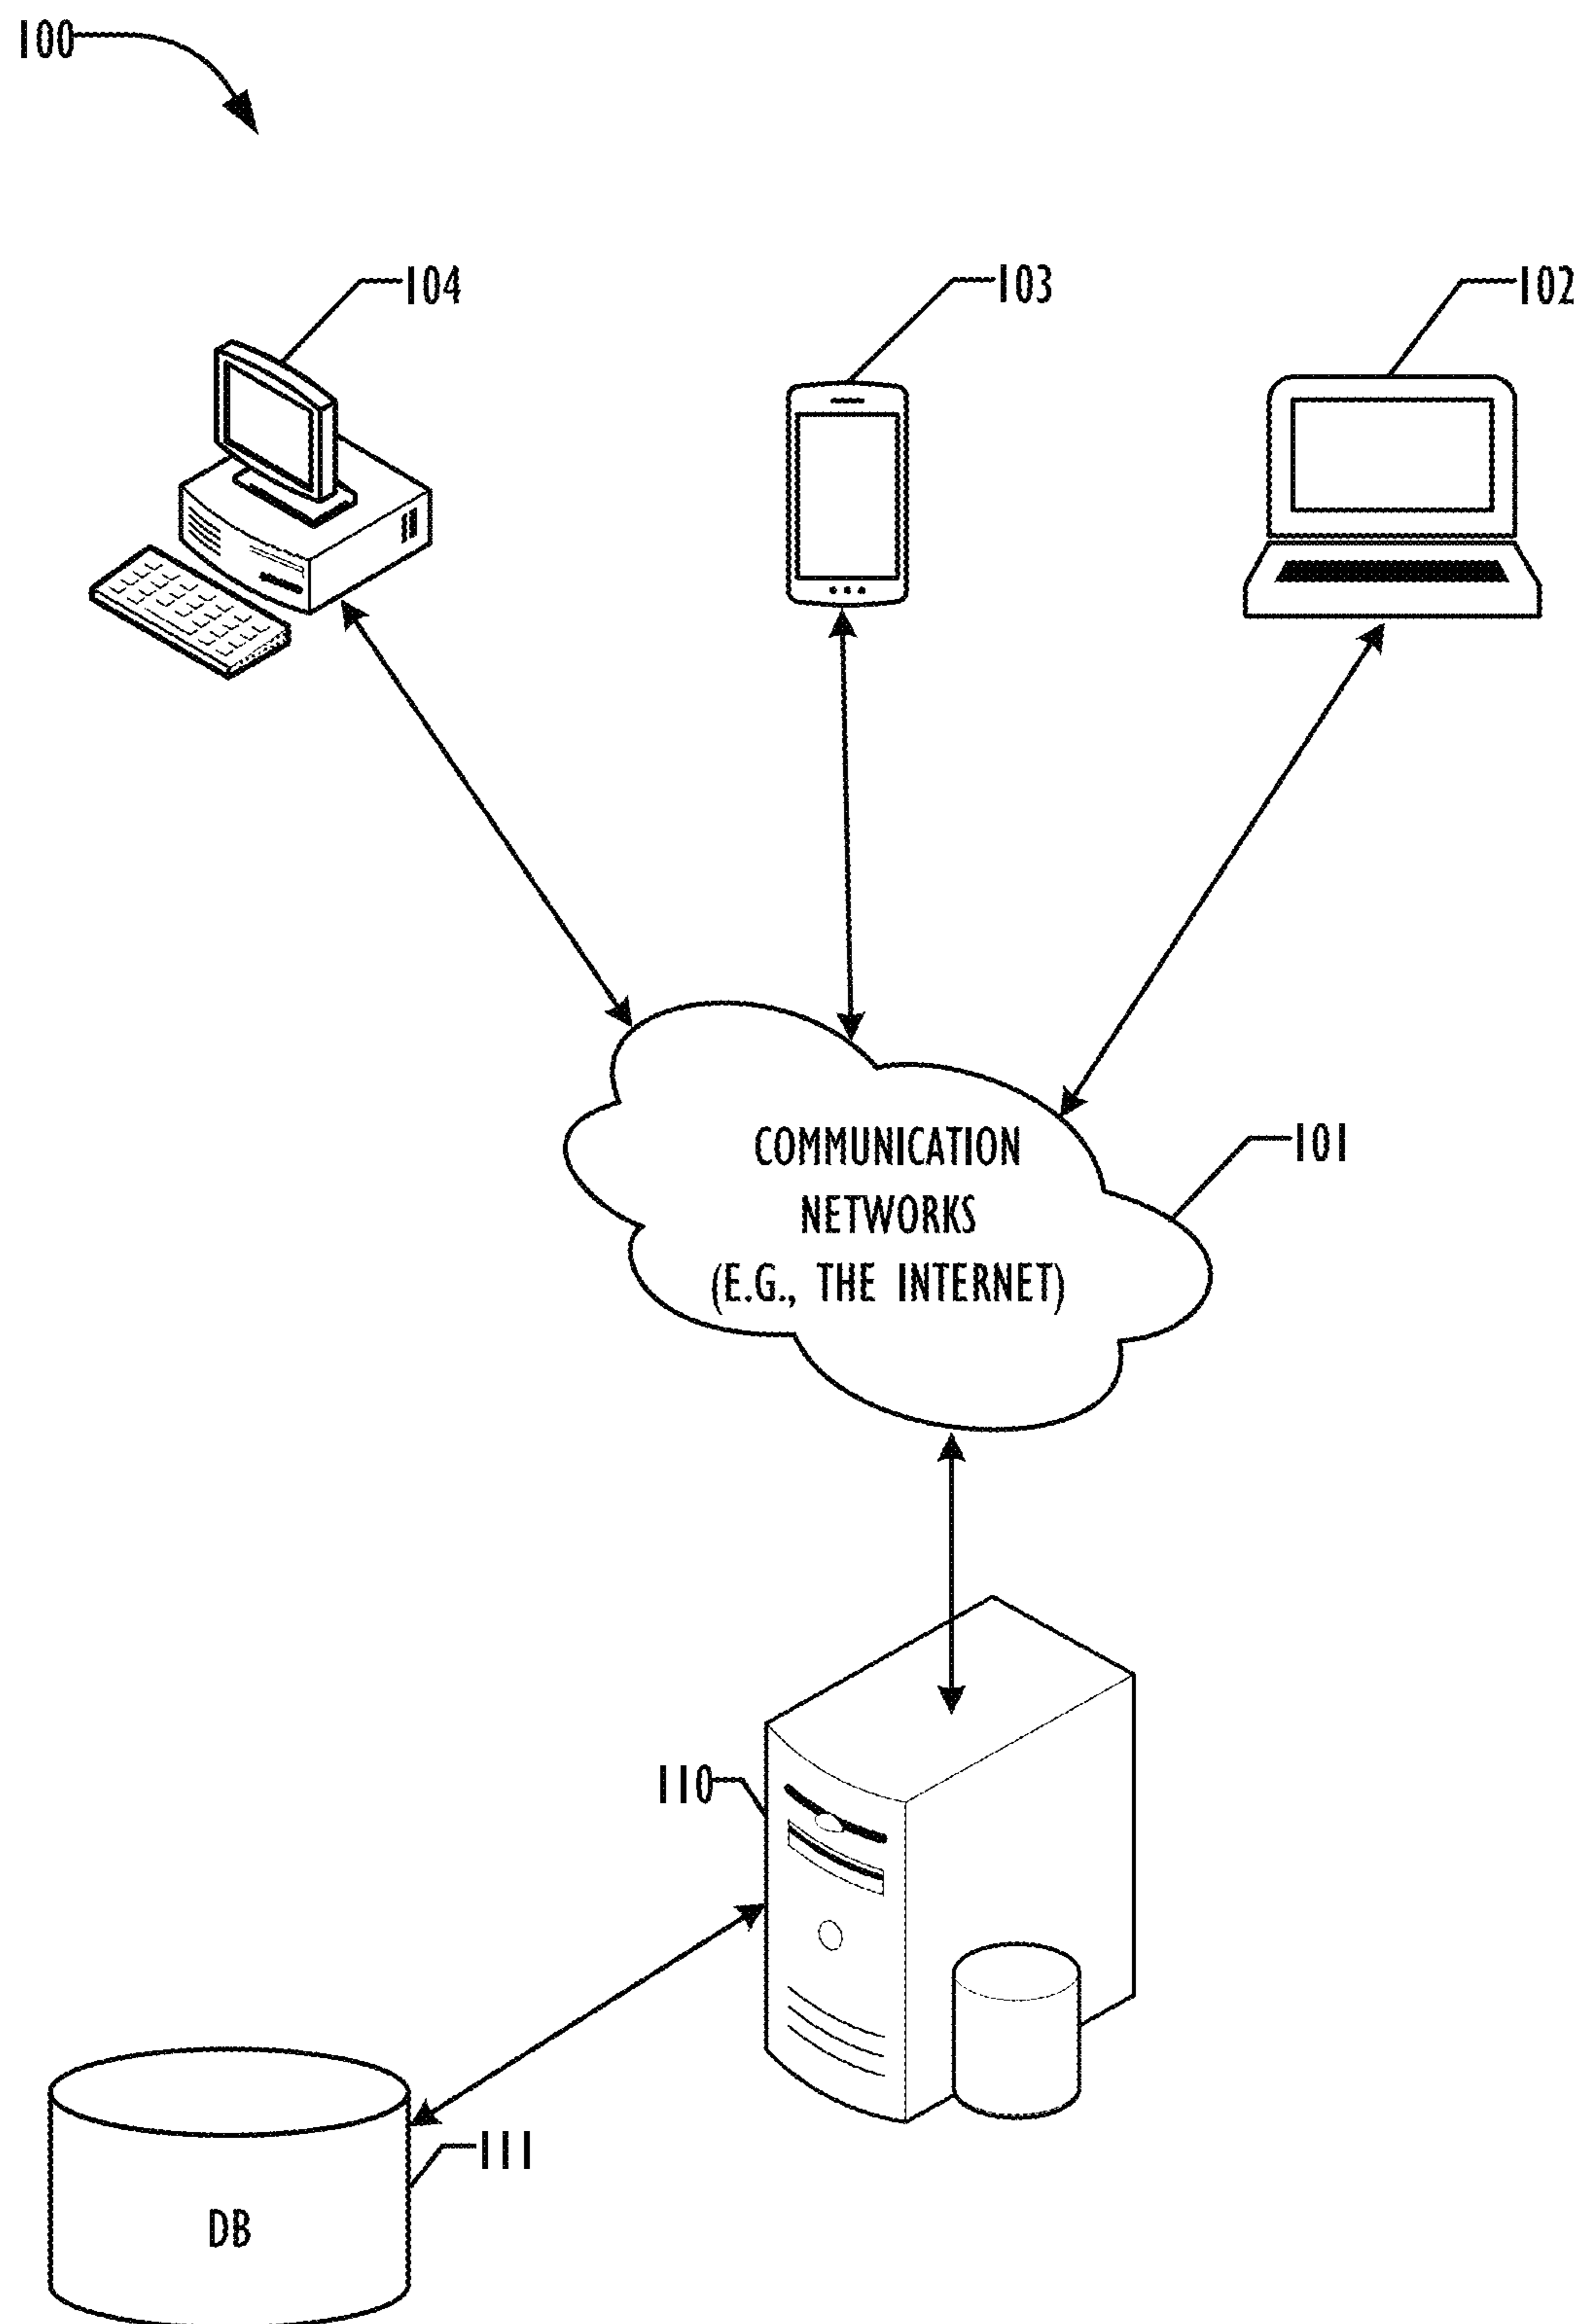 100
104
103
102
COMMUNICATION
NETWORKS
(E.G., THE INTERNET)
101
110
111
DB